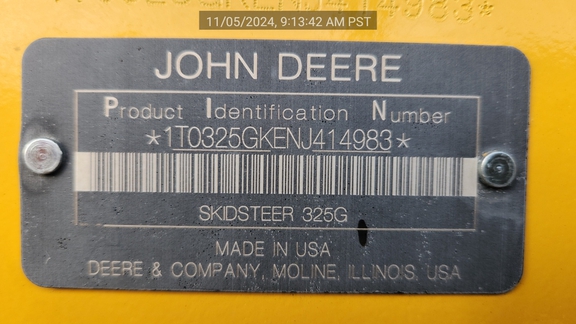 11/05/2024, 9:13:42 AM PST
JOHN DEERE
Product Identification Number
*1T0325GKENJ414983*
SKIDSTEER 325G
MADE IN USA
DEERE & COMPANY, MOLINE, ILLINOIS, USA